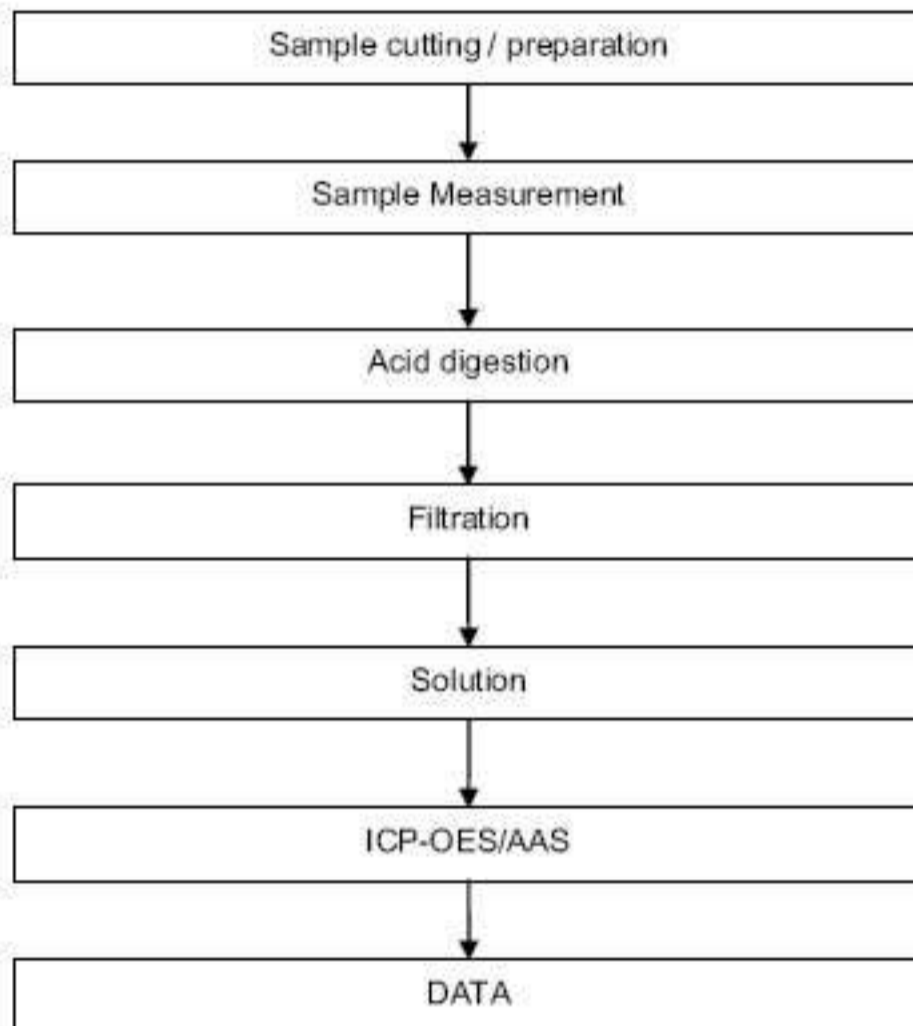 Sample cutting / preparation
Sample Measurement
Acid digestion
Filtration
Solution
ICP-OES/AAS
DATA